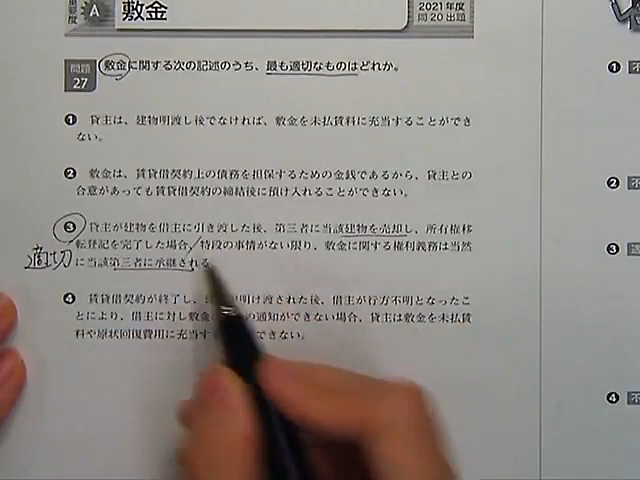 重要度 A 敷金 2021年度
問20出題
問題
27 敷金に関する次の記述のうち、最も適切なものはどれか。
❶ 貸主は、建物明渡し後でなければ、敷金を未払賃料に充当することができ
ない。
❷ 敷金は、賃貸借契約上の債務を担保するための金銭であるから、貸主との
合意があっても賃貸借契約の締結後に預け入れることができない。
❸ 貸主が建物を借主に引き渡した後、第三者に当該建物を売却し、所有権移
転登記を完了した場合、特段の事情がない限り、敷金に関する権利義務は当然
適切 に当該第三者に承継される
❹ 賃貸借契約が終了し、明け渡された後、借主が行方不明となったこ
とにより、借主に対し敷金の通知ができない場合、貸主は敷金を未払賃
料や原状回復費用に充当できない。
❶ 不
❷ 不
❸ 適
❹ 不